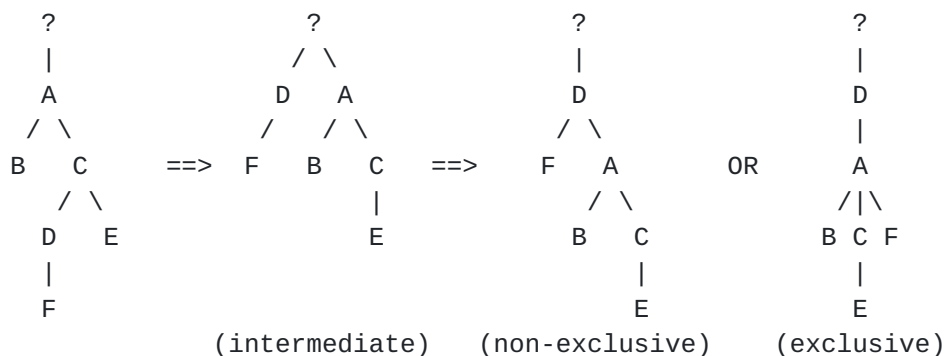 ?                ?                ?                 ?
|               / \               |                 |
A              D   A              D                 D
/ \            /   / \            / \                |
B   C     ==>  F   B   C   ==>    F   A      OR      A
/ \                |              / \              /|\
D   E               E             B   C            B C F
|                                     |              |
F                                     E              E
(intermediate)   (non-exclusive)    (exclusive)